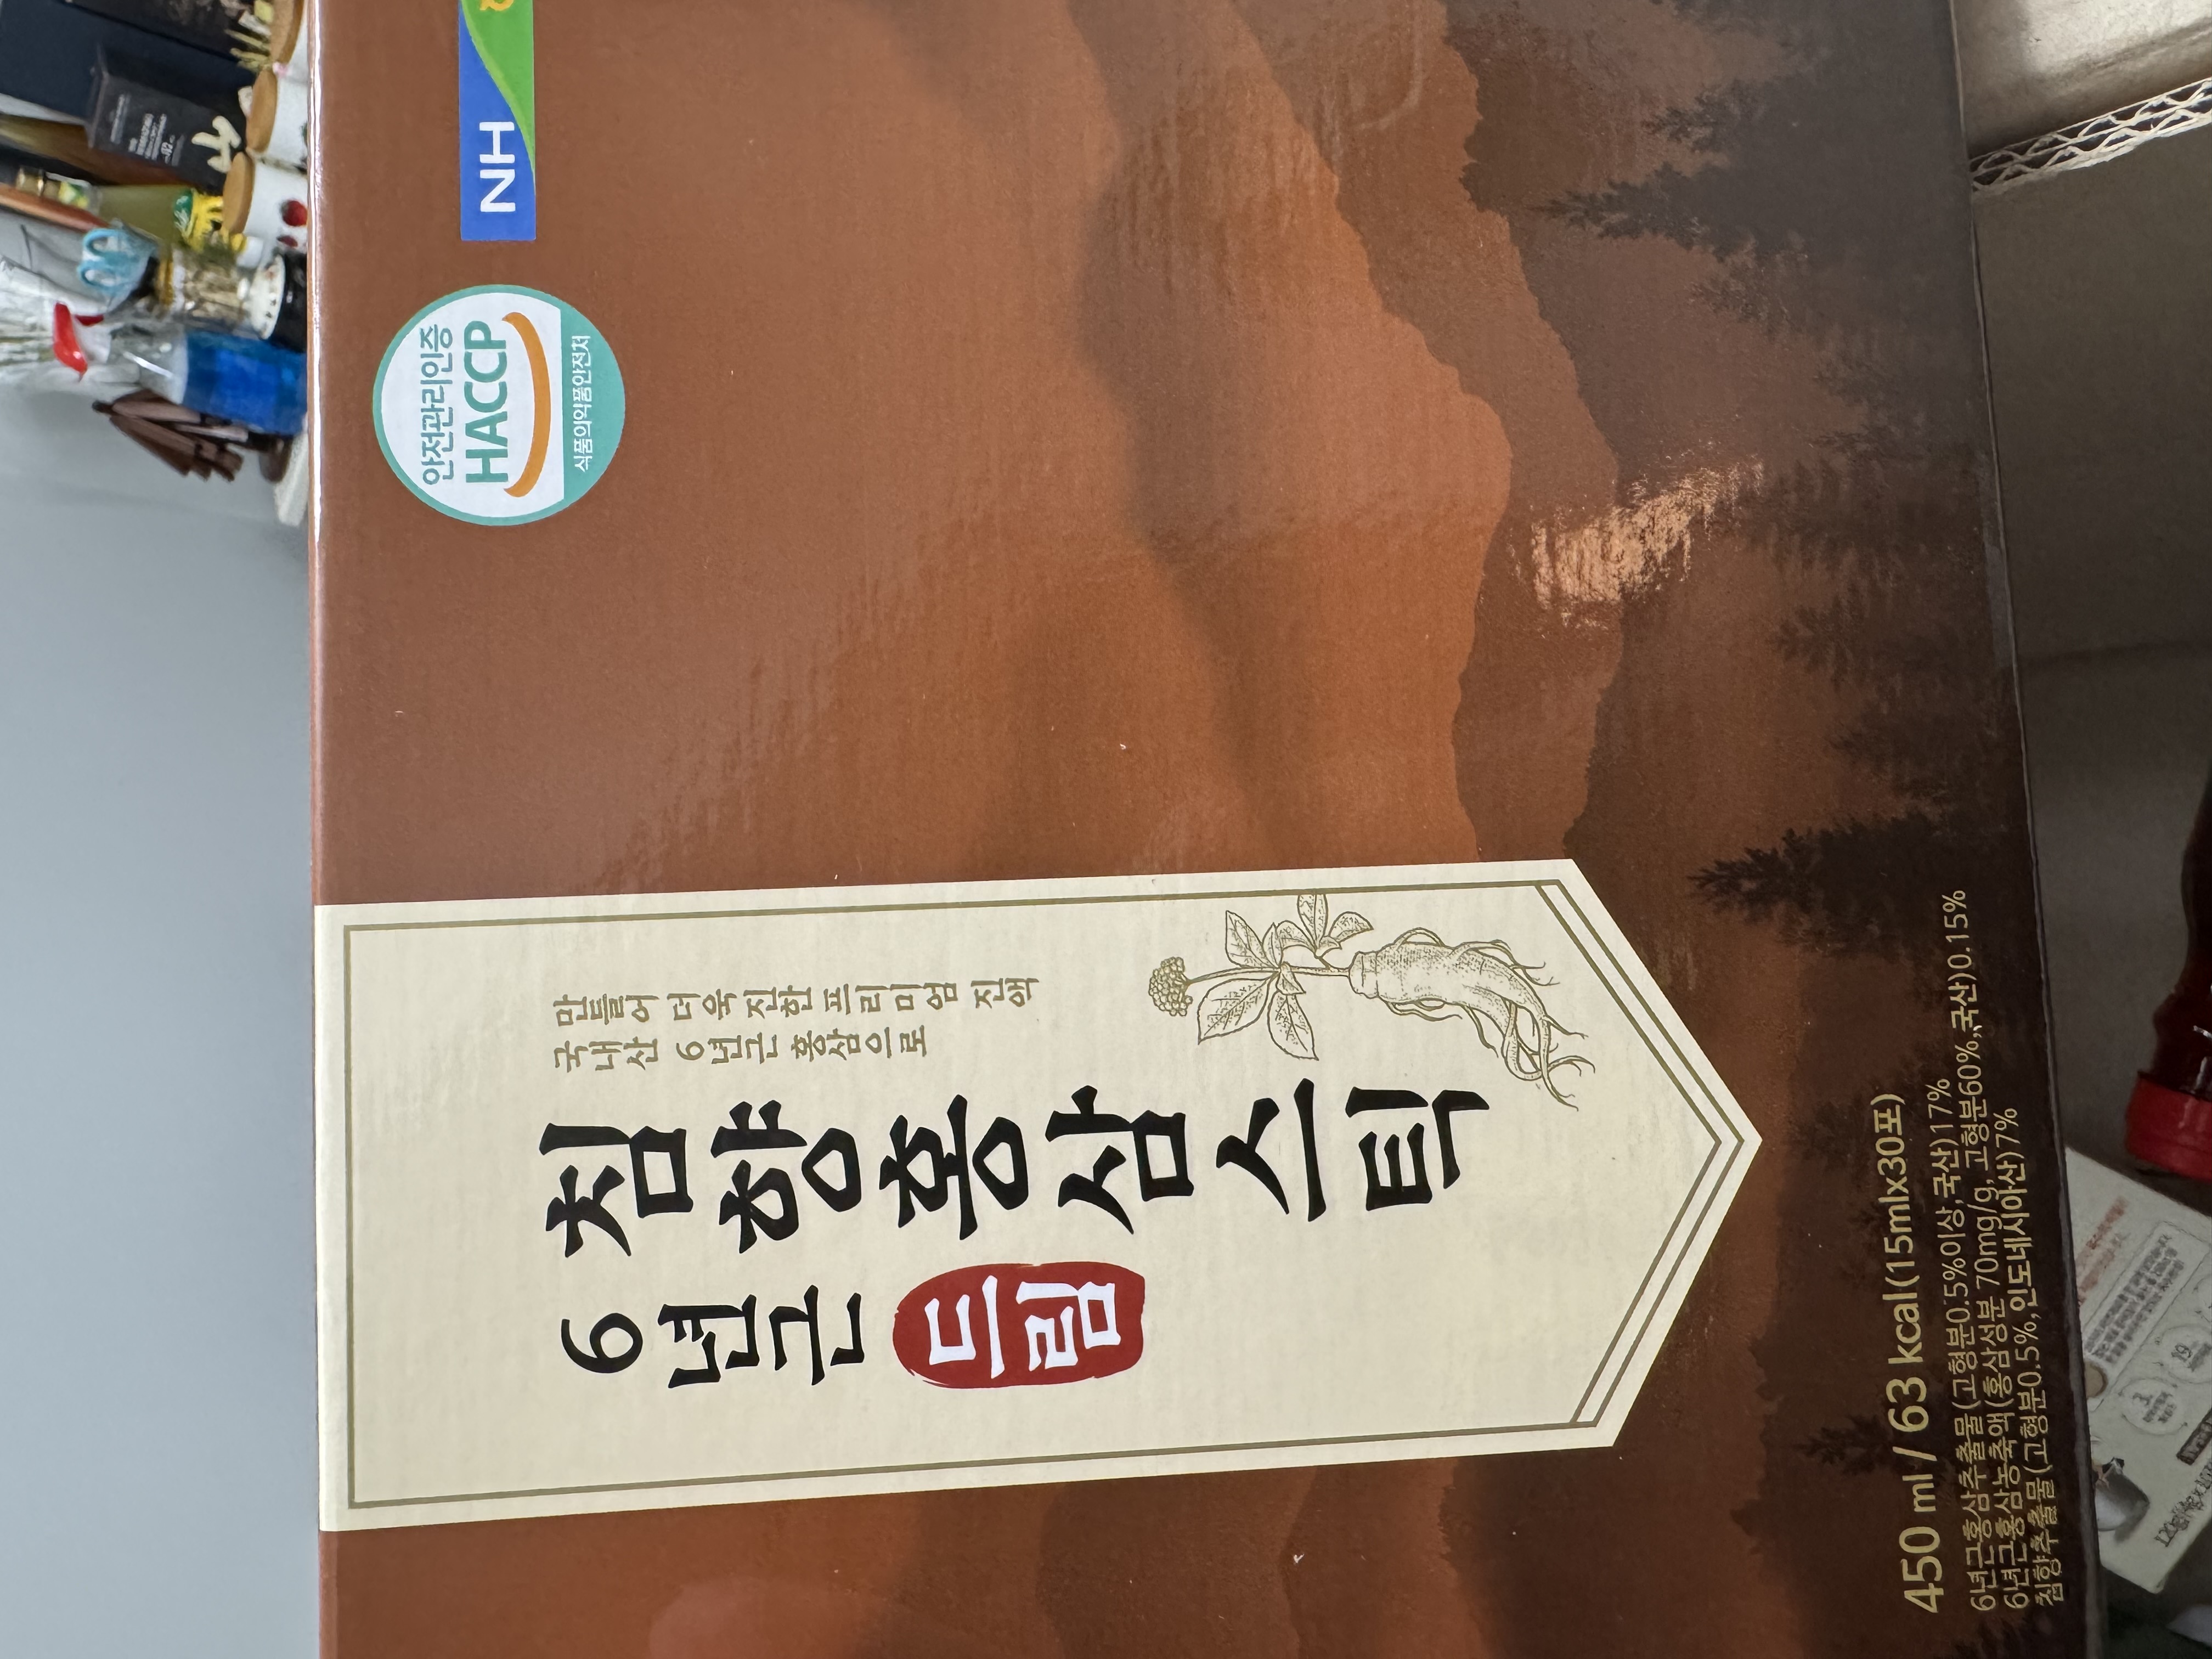 NH
안전관리인증
HACCP
식품의약품안전처
6년근 드림
침향홍삼스틱
국내산 6년근 홍삼으로
만들어 더욱 진한 프리미엄 진액
450 ml / 63 kcal(15mlx30포)
6년근홍삼추출물(고형분0.5%이상,국산)17%
6년근홍삼농축액(홍삼성분 70mg/g, 고형분60%,국산)0.15%
침향추출물(고형분0.5%,인도네시아산)7%